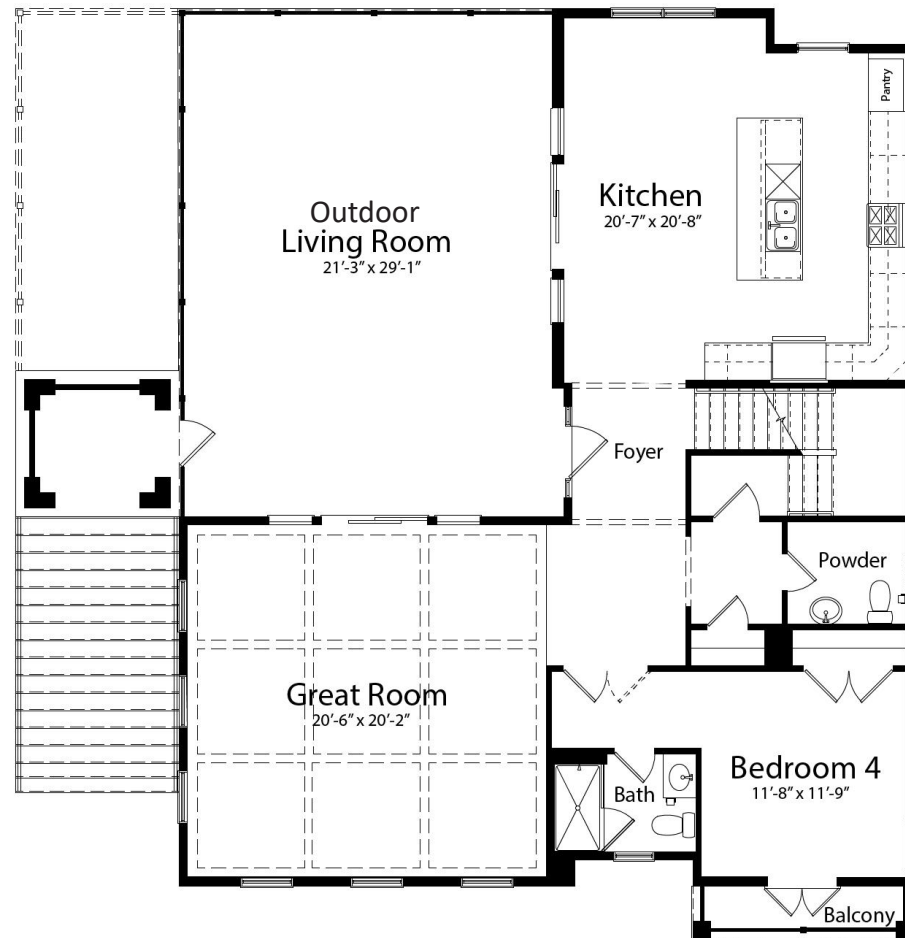 Pantry
Kitchen
20’-7” x 20’-8”
Outdoor
Living Room
21’-3” x 29’-1”
Foyer
Powder
Great Room
20’-6” x 20’-2”
Bedroom 4
11’-8” x 11’-9”
Bath
Balcony